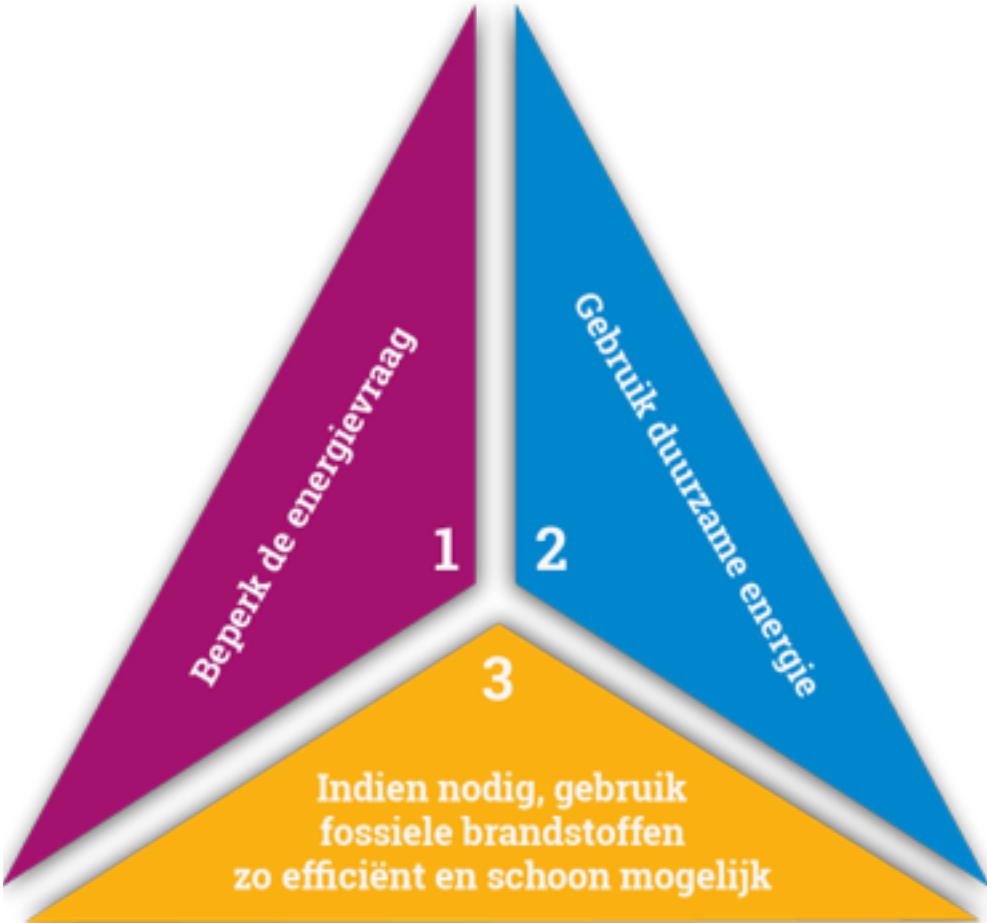 Beperk de energievraag
1
Gebruik duurzame energie
2
3
Indien nodig, gebruik
fossiele brandstoffen
zo efficiënt en schoon mogelijk